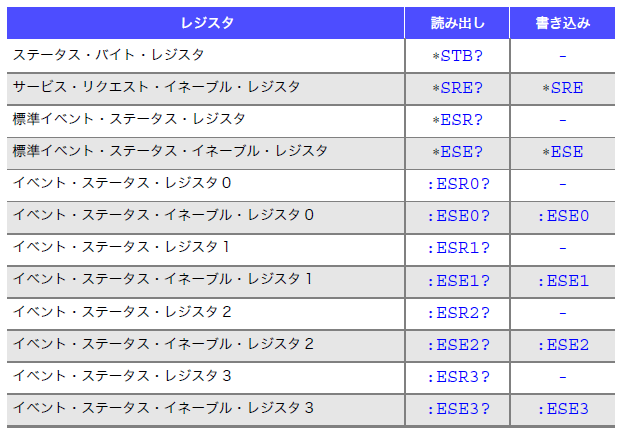 レジスタ 読み出し 書き込み
ステータス・バイト・レジスタ *STB? -
サービス・リクエスト・イネーブル・レジスタ *SRE? *SRE
標準イベント・ステータス・レジスタ *ESR? -
標準イベント・ステータス・イネーブル・レジスタ *ESE? *ESE
イベント・ステータス・レジスタ0 :ESR0? -
イベント・ステータス・イネーブル・レジスタ0 :ESE0? :ESE0
イベント・ステータス・レジスタ1 :ESR1? -
イベント・ステータス・イネーブル・レジスタ1 :ESE1? :ESE1
イベント・ステータス・レジスタ2 :ESR2? -
イベント・ステータス・イネーブル・レジスタ2 :ESE2? :ESE2
イベント・ステータス・レジスタ3 :ESR3? -
イベント・ステータス・イネーブル・レジスタ3 :ESE3? :ESE3